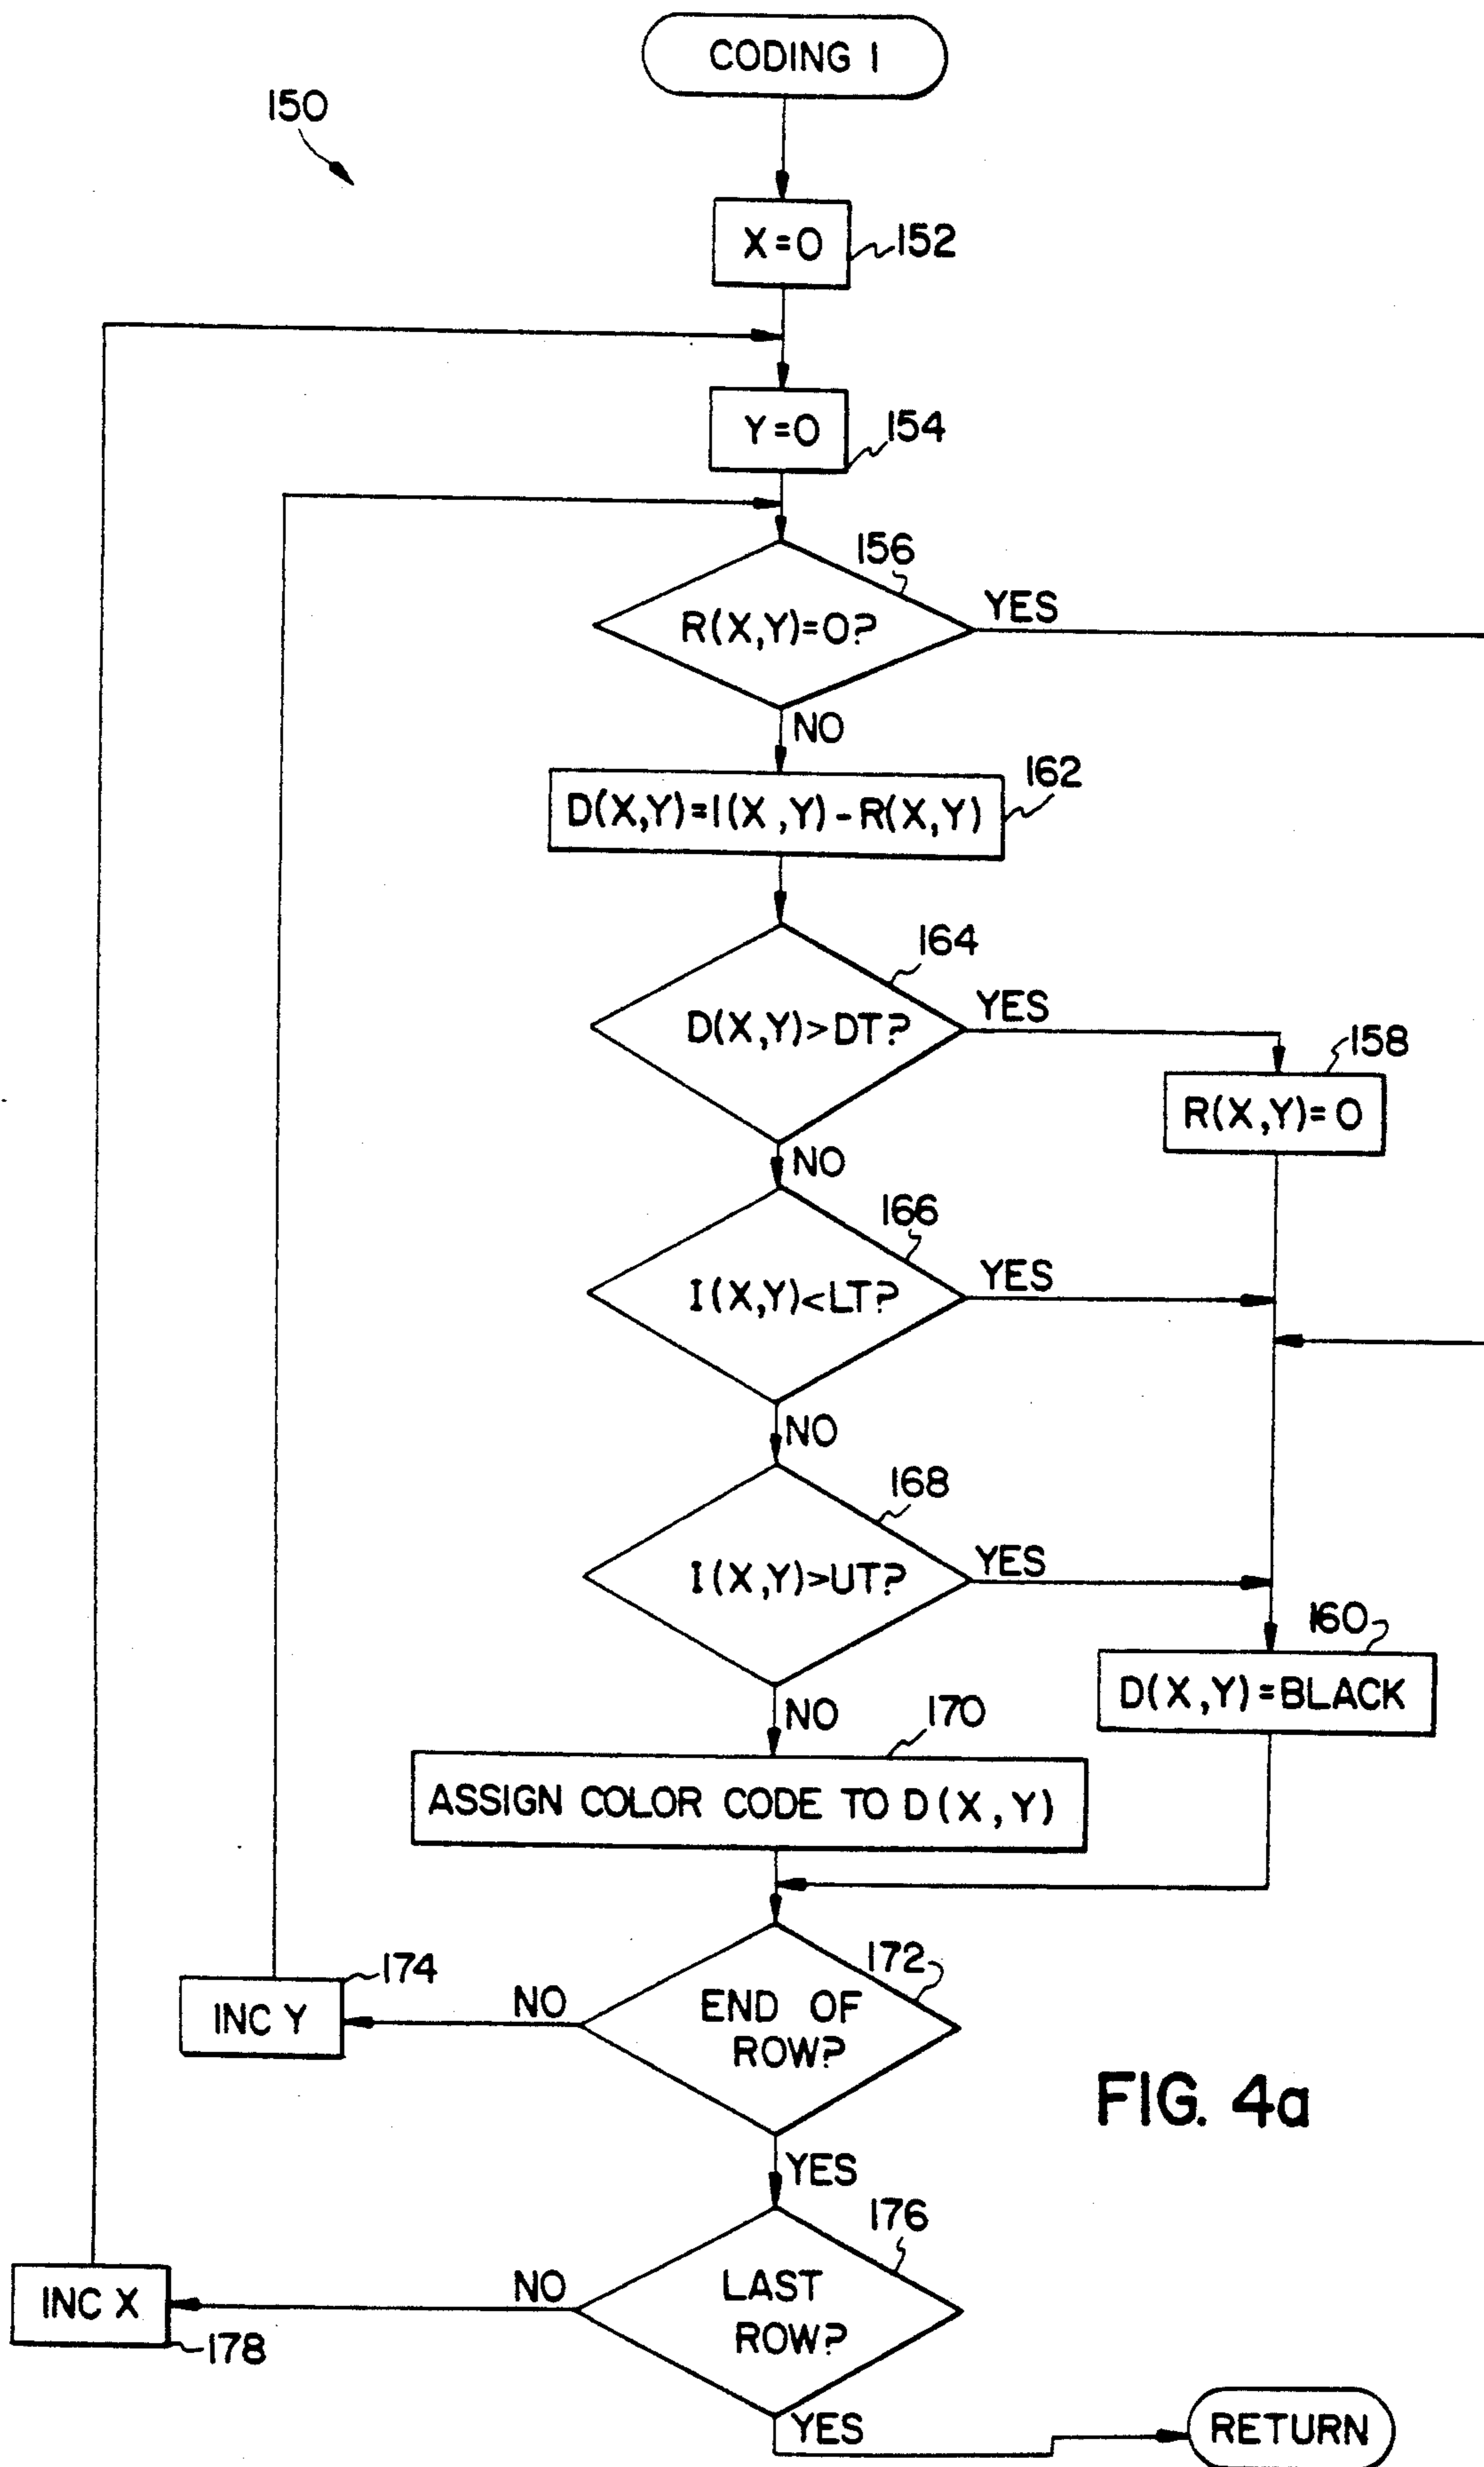 CODING 1
150
X=0
152
Y=0
154
156
R(X,Y)=0?
YES
NO
162
D(X,Y)=I(X,Y)-R(X,Y)
164
D(X,Y)>DT?
YES
158
R(X,Y)=0
NO
166
I(X,Y)<LT?
YES
NO
168
I(X,Y)>UT?
YES
160
D(X,Y)=BLACK
NO
170
ASSIGN COLOR CODE TO D(X,Y)
172
174
INC Y
NO
END OF
ROW?
FIG. 4a
YES
176
INC X
NO
LAST
ROW?
178
YES
RETURN